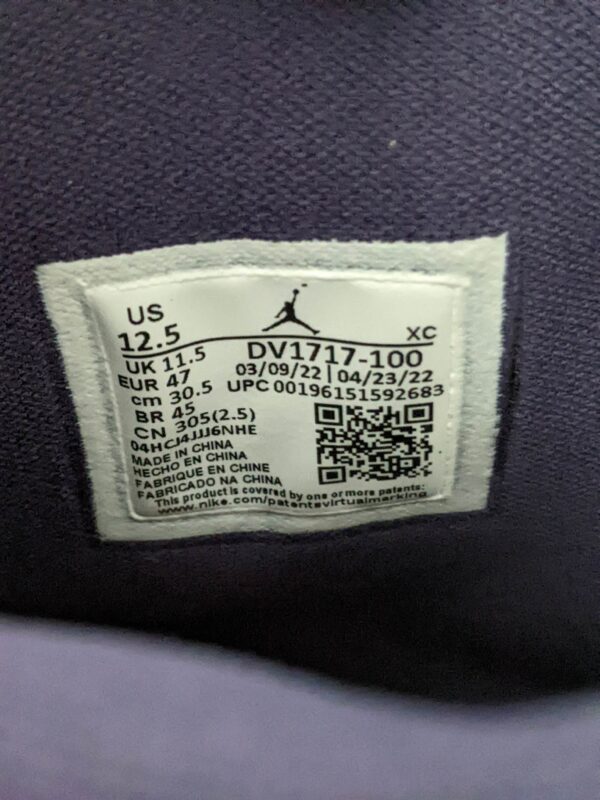 US
12.5
XC
UK 11.5
DV1717-100
EUR 47
03/09/22 | 04/23/22
cm 30.5
UPC 00196151592683
BR 45
CN 305(2.5)
04HCJ4JJJ6NHE
MADE IN CHINA
HECHO EN CHINA
FABRIQUE EN CHINE
FABRICADO NA CHINA
This product is covered by one or more patents:
www.nike.com/patentsvirtualmarking